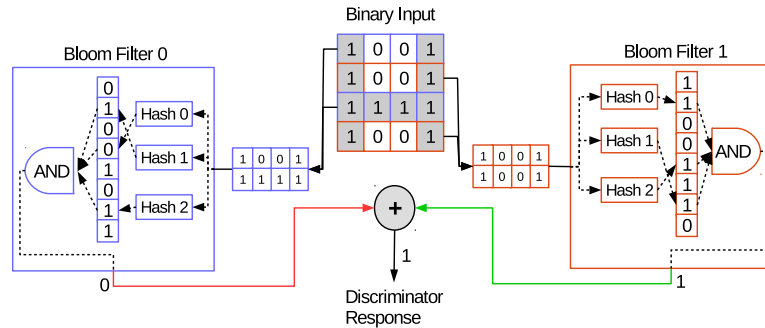 Binary Input
Bloom Filter 0
Bloom Filter 1
1 0 0 1
1 0 0 1
1 1 1 1
1 0 0 1
0
1
0
0
1
0
1
1
Hash 0
Hash 1
Hash 2
AND
1 0 0 1
1 1 1 1
1 0 0 1
1 0 0 1
Hash 0
Hash 1
Hash 2
1
1
0
0
1
1
1
0
AND
+
0
1
1
Discriminator
Response